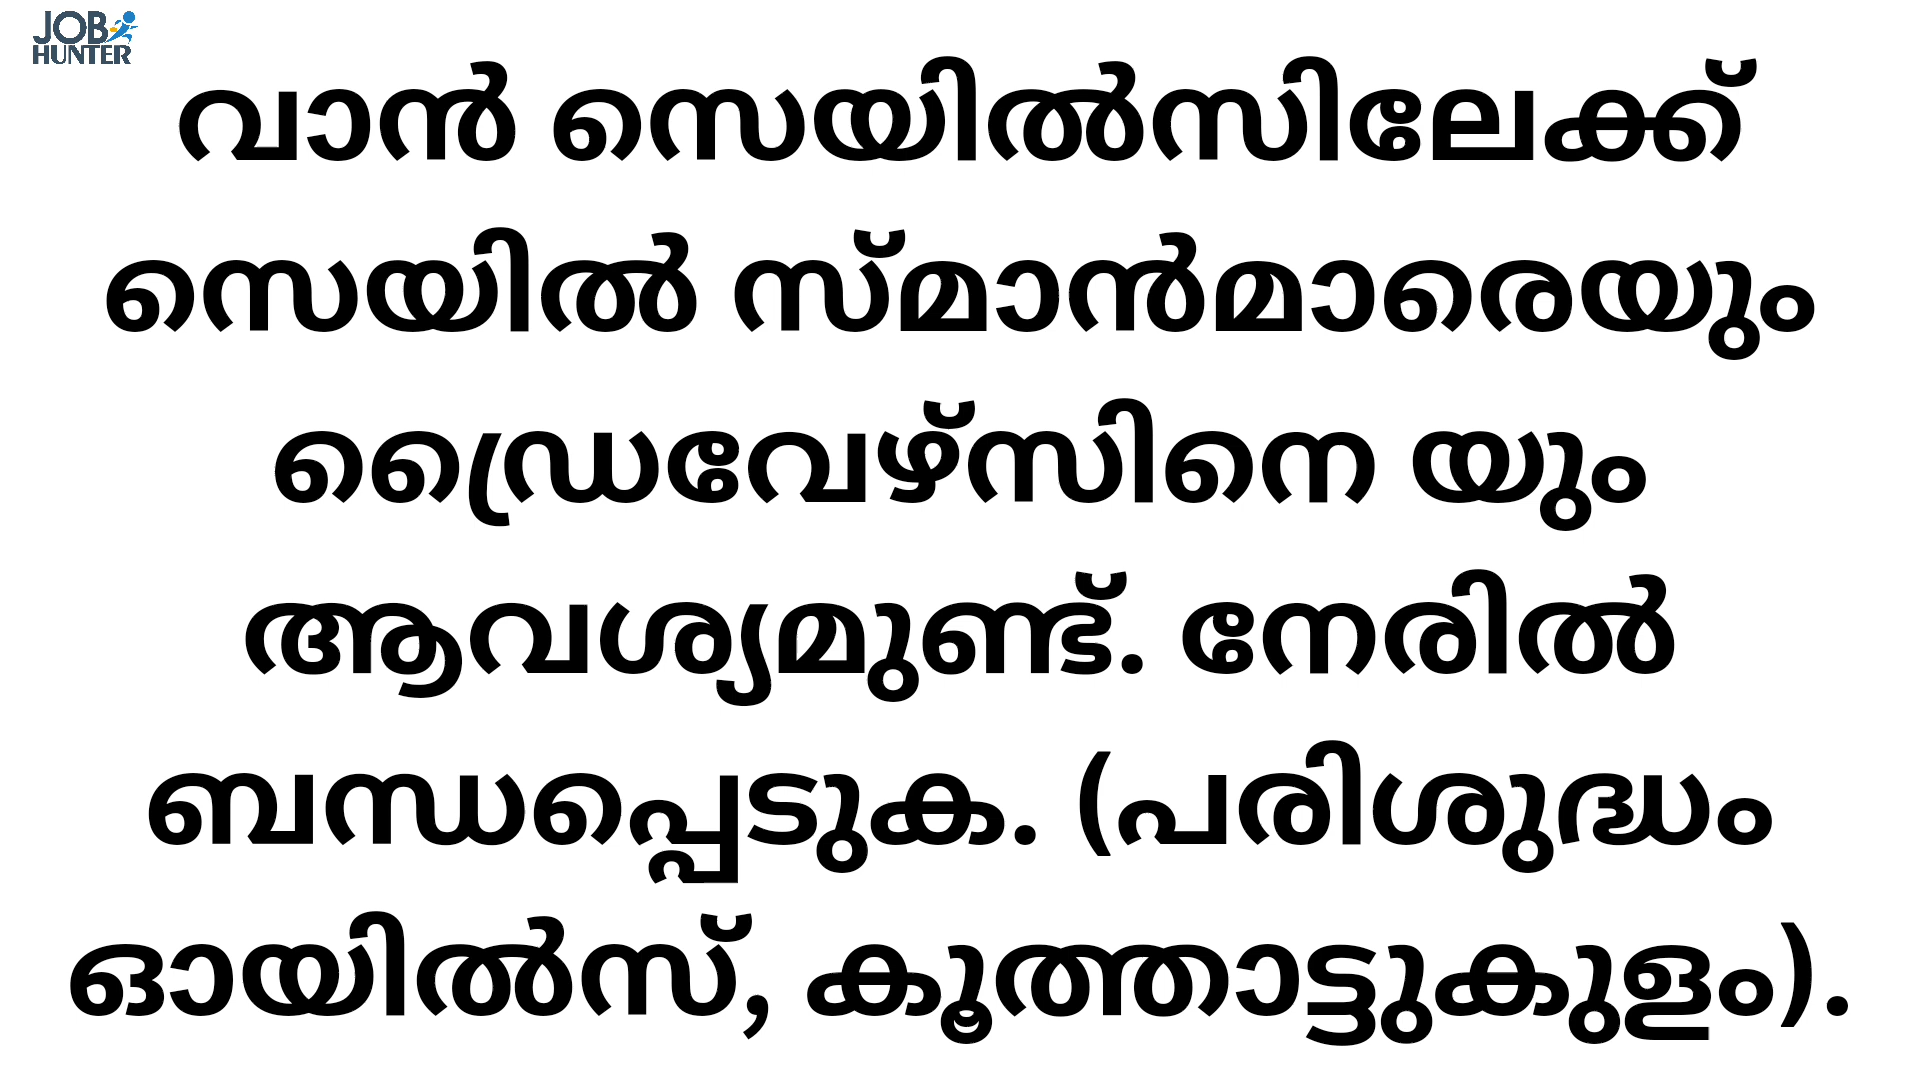 JOB
HUNTER
വാൻ സെയിൽസിലേക്ക്
സെയിൽ സ്മാൻമാരെയും
ഡ്രൈവേഴ്സിനെ യും
ആവശ്യമുണ്ട്. നേരിൽ
ബന്ധപ്പെടുക. (പരിശുദ്ധം
ഓയിൽസ്, കൂത്താട്ടുകുളം).